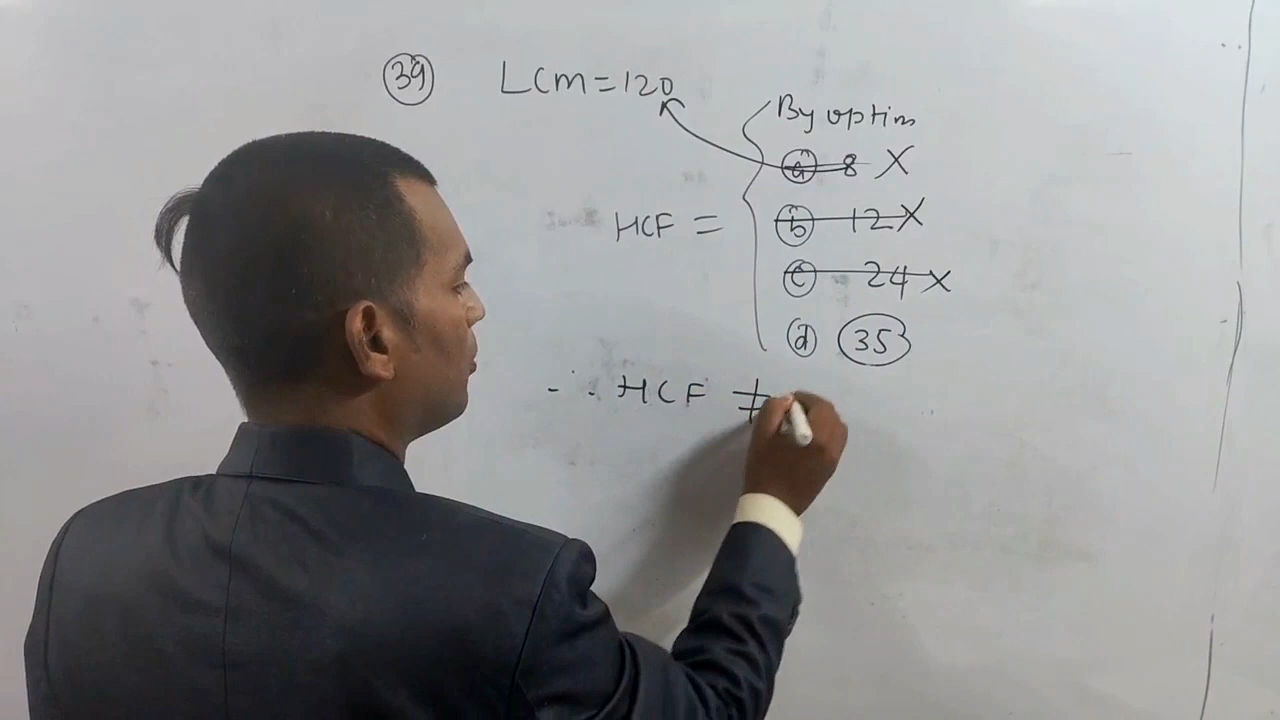 39 LCM=120
By option
HCF =
a 8 X
b 12 X
c 24 X
d 35
∴ HCF ≠